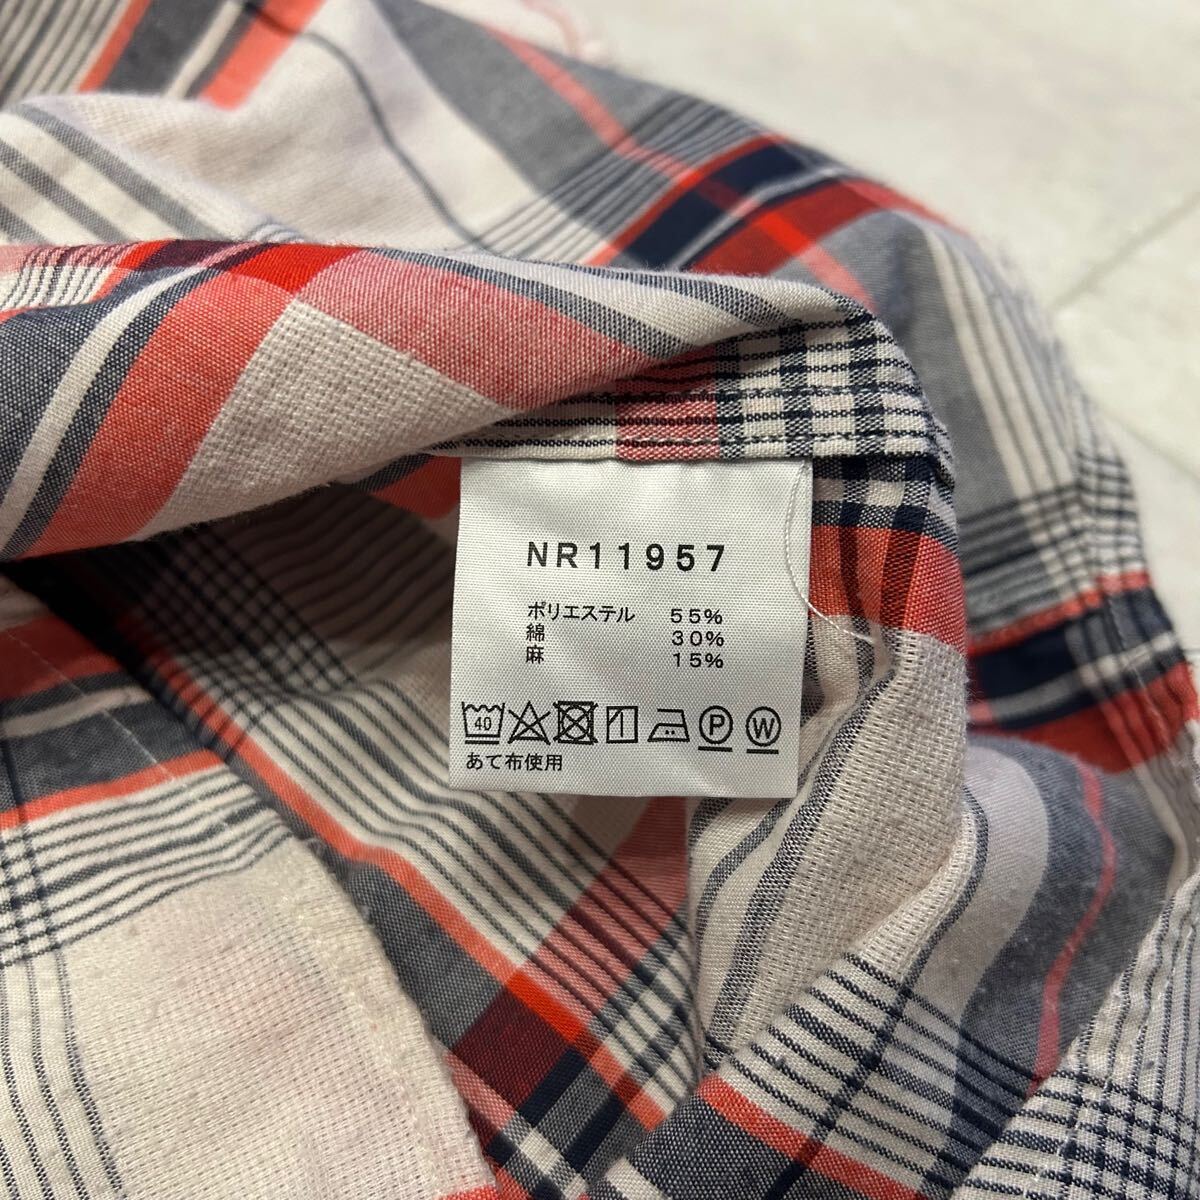 NR11957
ポリエステル 55%
綿 30%
麻 15%
40 P W
あて布使用